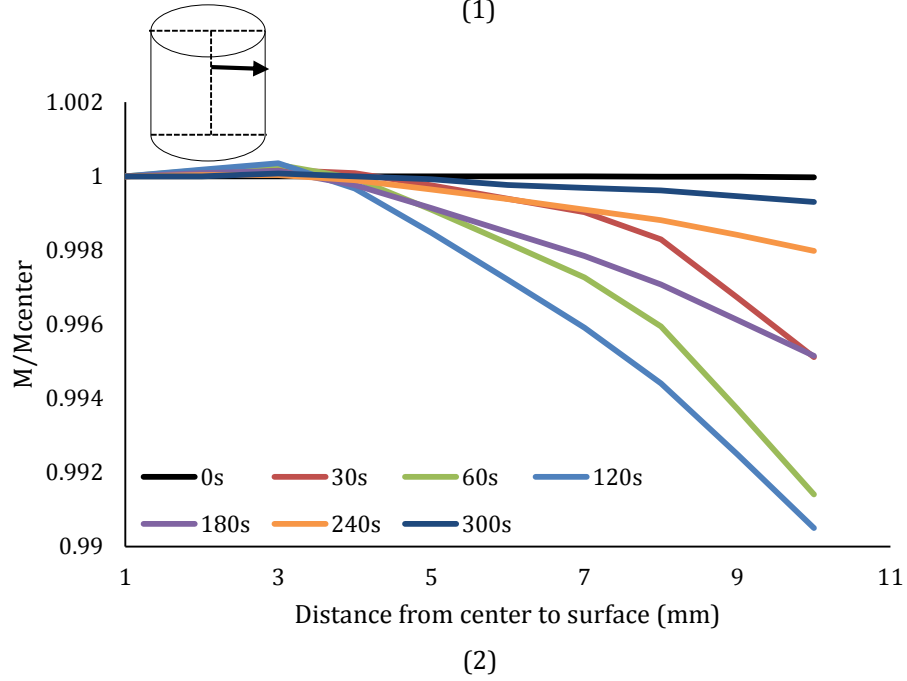 (1)
1.002
1
0.998
0.996
0.994
0.992
0.99
M/Mcenter
0s 30s 60s 120s
180s 240s 300s
1 3 5 7 9 11
Distance from center to surface (mm)
(2)